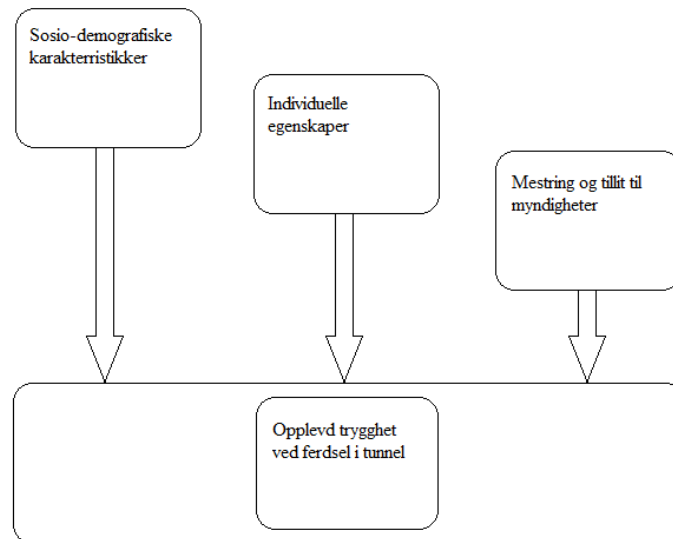 Sosio-demografiske
karakterristikker
Individuelle
egenskaper
Mestring og tillit til
myndigheter
Opplevd trygghet
ved ferdsel i tunnel